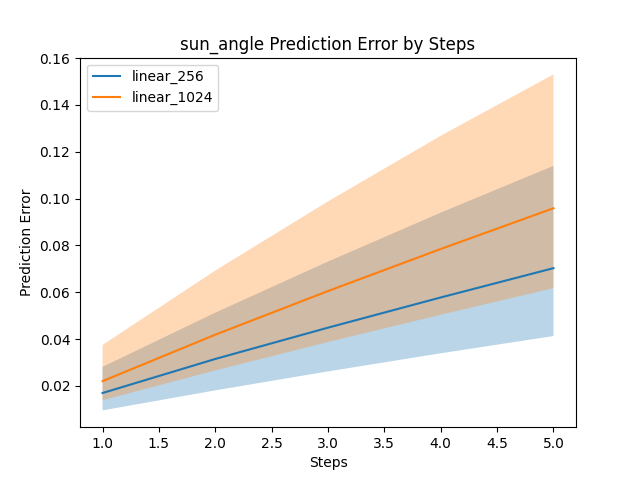 sun_angle Prediction Error by Steps
linear_256
linear_1024
0.16
0.14
0.12
0.10
0.08
0.06
0.04
0.02
Prediction Error
1.0 1.5 2.0 2.5 3.0 3.5 4.0 4.5 5.0
Steps